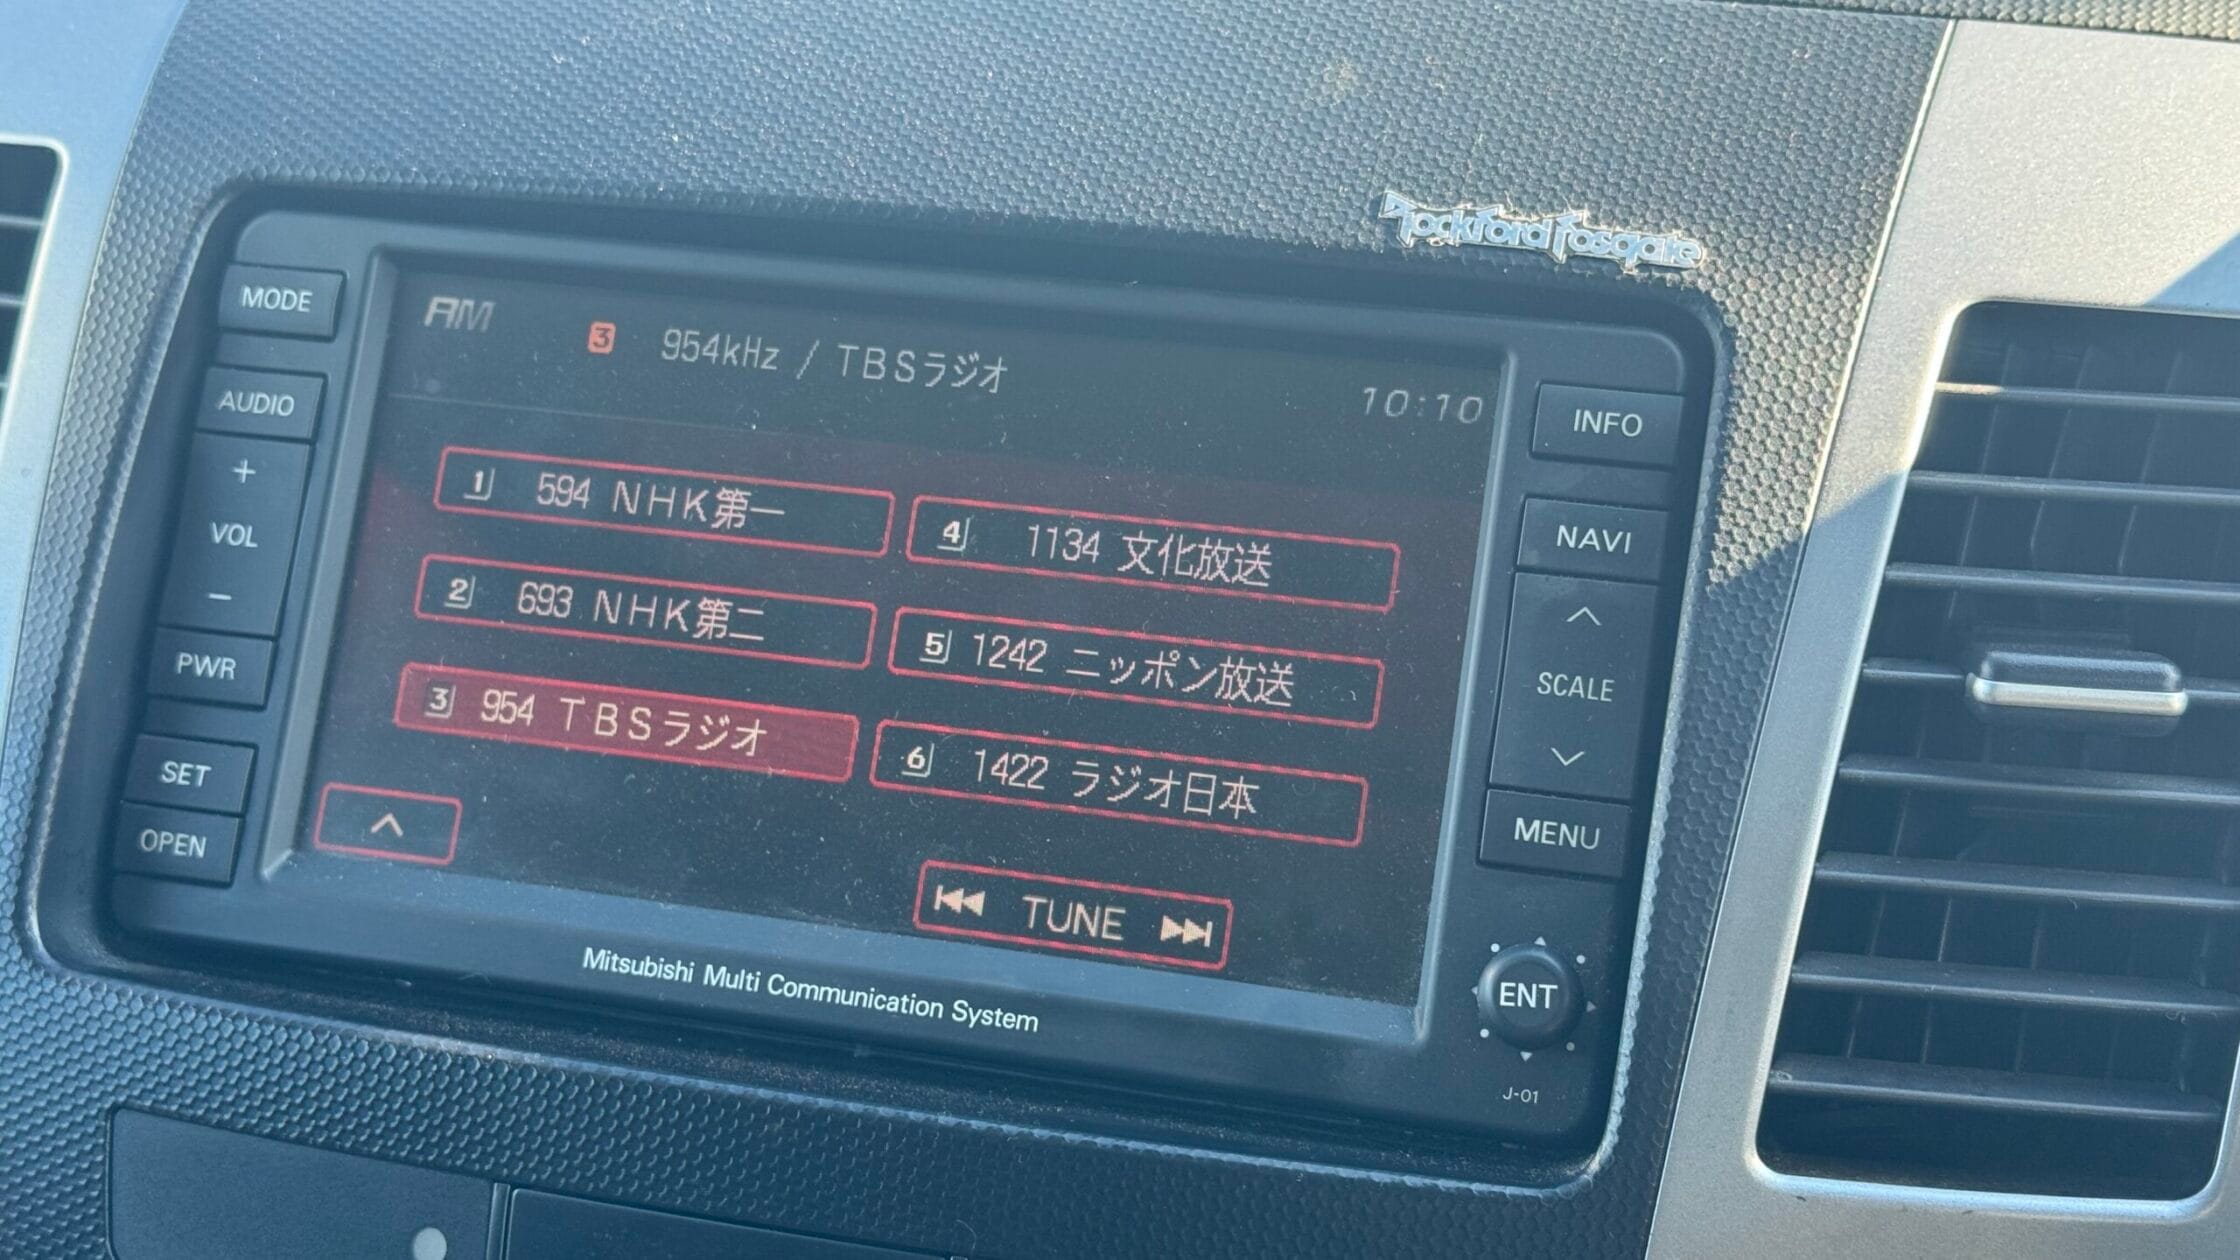 Rockford Fosgate
MODE
AUDIO
+
VOL
−
PWR
SET
OPEN
AM
3 954kHz / TBSラジオ
10:10
1 594 NHK第一
2 693 NHK第二
3 954 TBSラジオ
4 1134 文化放送
5 1242 ニッポン放送
6 1422 ラジオ日本
TUNE
Mitsubishi Multi Communication System
INFO
NAVI
SCALE
MENU
ENT
J-01